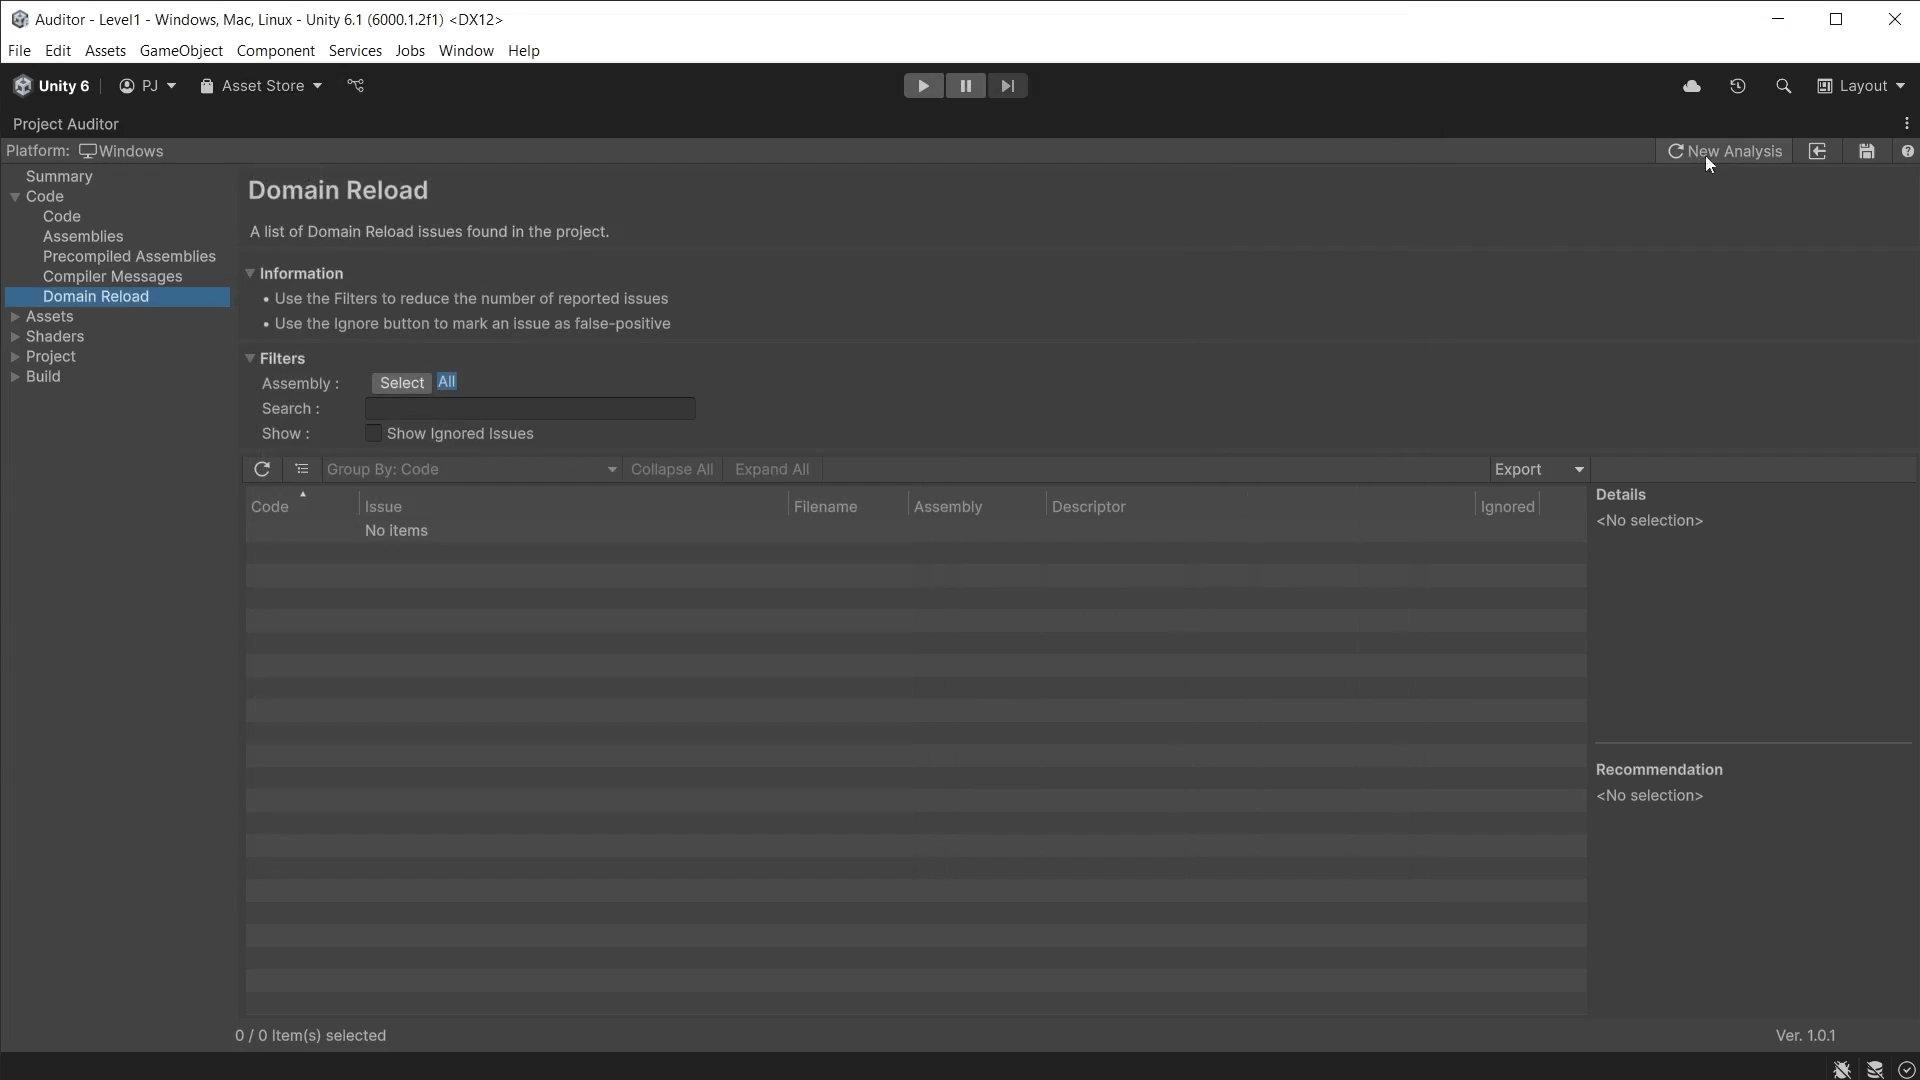 Auditor - Level1 - Windows, Mac, Linux - Unity 6.1 (6000.1.2f1) <DX12>
File Edit Assets GameObject Component Services Jobs Window Help
Unity 6 PJ Asset Store Layout
Project Auditor
Platform: Windows New Analysis
Summary
Code
Code
Assemblies
Precompiled Assemblies
Compiler Messages
Domain Reload
Assets
Shaders
Project
Build
Domain Reload
A list of Domain Reload issues found in the project.
Information
• Use the Filters to reduce the number of reported issues
• Use the Ignore button to mark an issue as false-positive
Filters
Assembly : Select All
Search :
Show : Show Ignored Issues
Group By: Code Collapse All Expand All Export
Code Issue Filename Assembly Descriptor Ignored
No items
Details
<No selection>
Recommendation
<No selection>
0 / 0 Item(s) selected
Ver. 1.0.1